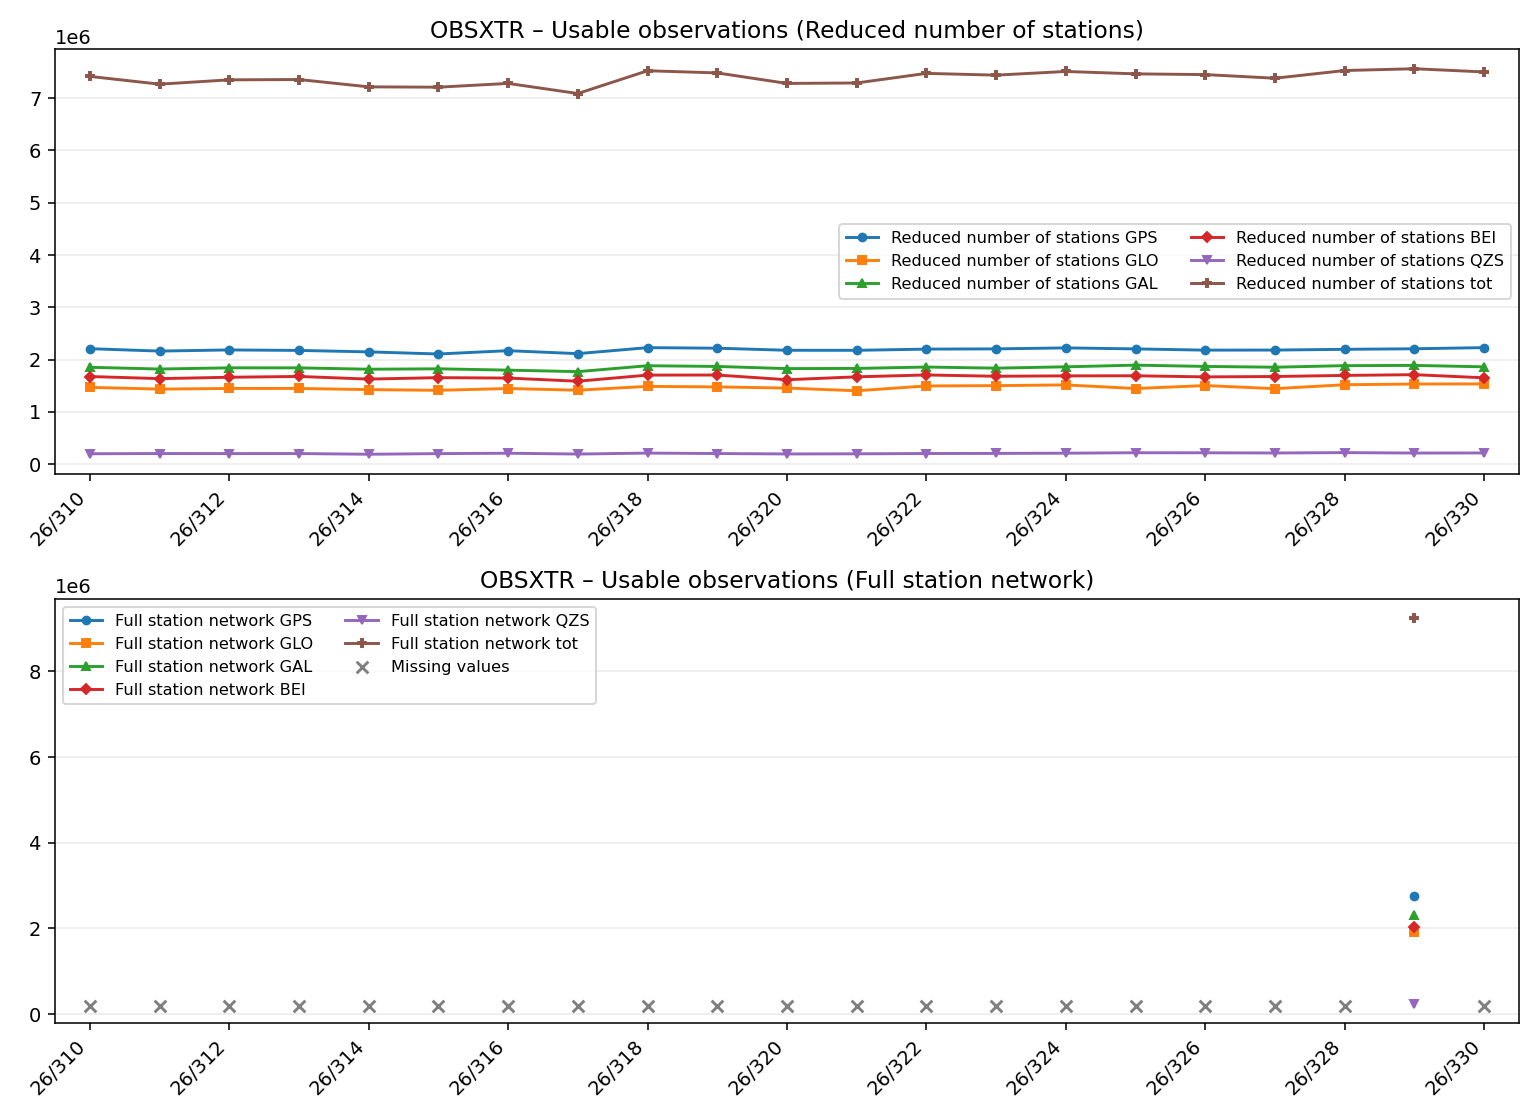 OBSXTR – Usable observations (Reduced number of stations)
1e6
7
6
5
4
3
2
1
0
Reduced number of stations GPS
Reduced number of stations GLO
Reduced number of stations GAL
Reduced number of stations BEI
Reduced number of stations QZS
Reduced number of stations tot
26/310
26/312
26/314
26/316
26/318
26/320
26/322
26/324
26/326
26/328
26/330
OBSXTR – Usable observations (Full station network)
1e6
8
6
4
2
0
Full station network GPS
Full station network GLO
Full station network GAL
Full station network BEI
Full station network QZS
Full station network tot
Missing values
26/310
26/312
26/314
26/316
26/318
26/320
26/322
26/324
26/326
26/328
26/330